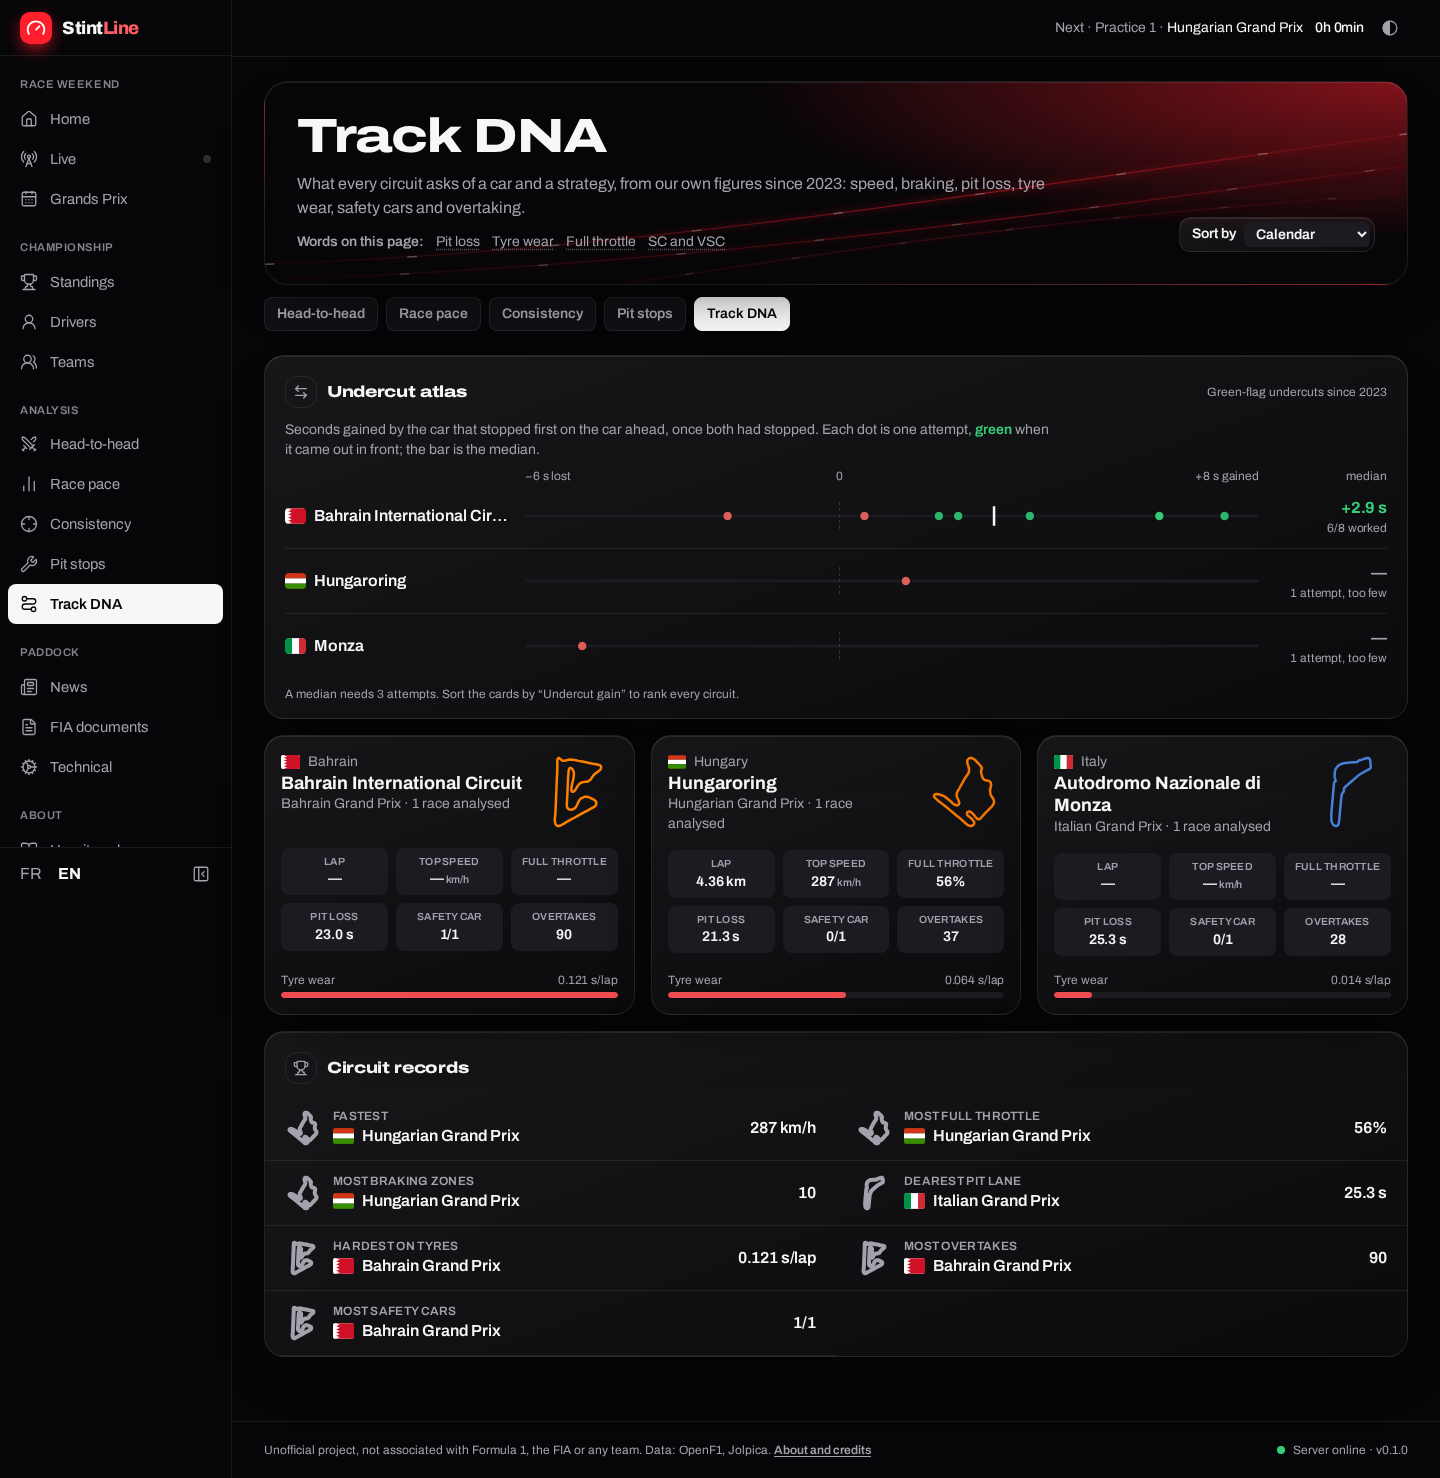 StintLine
Next · Practice 1 · Hungarian Grand Prix 0h 0min
RACE WEEKEND
Home
Live
Grands Prix
CHAMPIONSHIP
Standings
Drivers
Teams
ANALYSIS
Head-to-head
Race pace
Consistency
Pit stops
Track DNA
PADDOCK
News
FIA documents
Technical
ABOUT
FR EN
Track DNA
What every circuit asks of a car and a strategy, from our own figures since 2023: speed, braking, pit loss, tyre
wear, safety cars and overtaking.
Words on this page: Pit loss Tyre wear Full throttle SC and VSC
Sort by Calendar
Head-to-head Race pace Consistency Pit stops Track DNA
Undercut atlas
Green-flag undercuts since 2023
Seconds gained by the car that stopped first on the car ahead, once both had stopped. Each dot is one attempt, green when
it came out in front; the bar is the median.
−6 s lost 0 +8 s gained median
Bahrain International Cir... +2.9 s
6/8 worked
Hungaroring —
1 attempt, too few
Monza —
1 attempt, too few
A median needs 3 attempts. Sort the cards by “Undercut gain” to rank every circuit.
Bahrain
Bahrain International Circuit
Bahrain Grand Prix · 1 race analysed
LAP TOP SPEED FULL THROTTLE
— — km/h —
PIT LOSS SAFETY CAR OVERTAKES
23.0 s 1/1 90
Tyre wear 0.121 s/lap
Hungary
Hungaroring
Hungarian Grand Prix · 1 race
analysed
LAP TOP SPEED FULL THROTTLE
4.36 km 287 km/h 56%
PIT LOSS SAFETY CAR OVERTAKES
21.3 s 0/1 37
Tyre wear 0.064 s/lap
Italy
Autodromo Nazionale di
Monza
Italian Grand Prix · 1 race analysed
LAP TOP SPEED FULL THROTTLE
— — km/h —
PIT LOSS SAFETY CAR OVERTAKES
25.3 s 0/1 28
Tyre wear 0.014 s/lap
Circuit records
FASTEST
Hungarian Grand Prix 287 km/h
MOST FULL THROTTLE
Hungarian Grand Prix 56%
MOST BRAKING ZONES
Hungarian Grand Prix 10
DEAREST PIT LANE
Italian Grand Prix 25.3 s
HARDEST ON TYRES
Bahrain Grand Prix 0.121 s/lap
MOST OVERTAKES
Bahrain Grand Prix 90
MOST SAFETY CARS
Bahrain Grand Prix 1/1
Unofficial project, not associated with Formula 1, the FIA or any team. Data: OpenF1, Jolpica. About and credits
Server online · v0.1.0